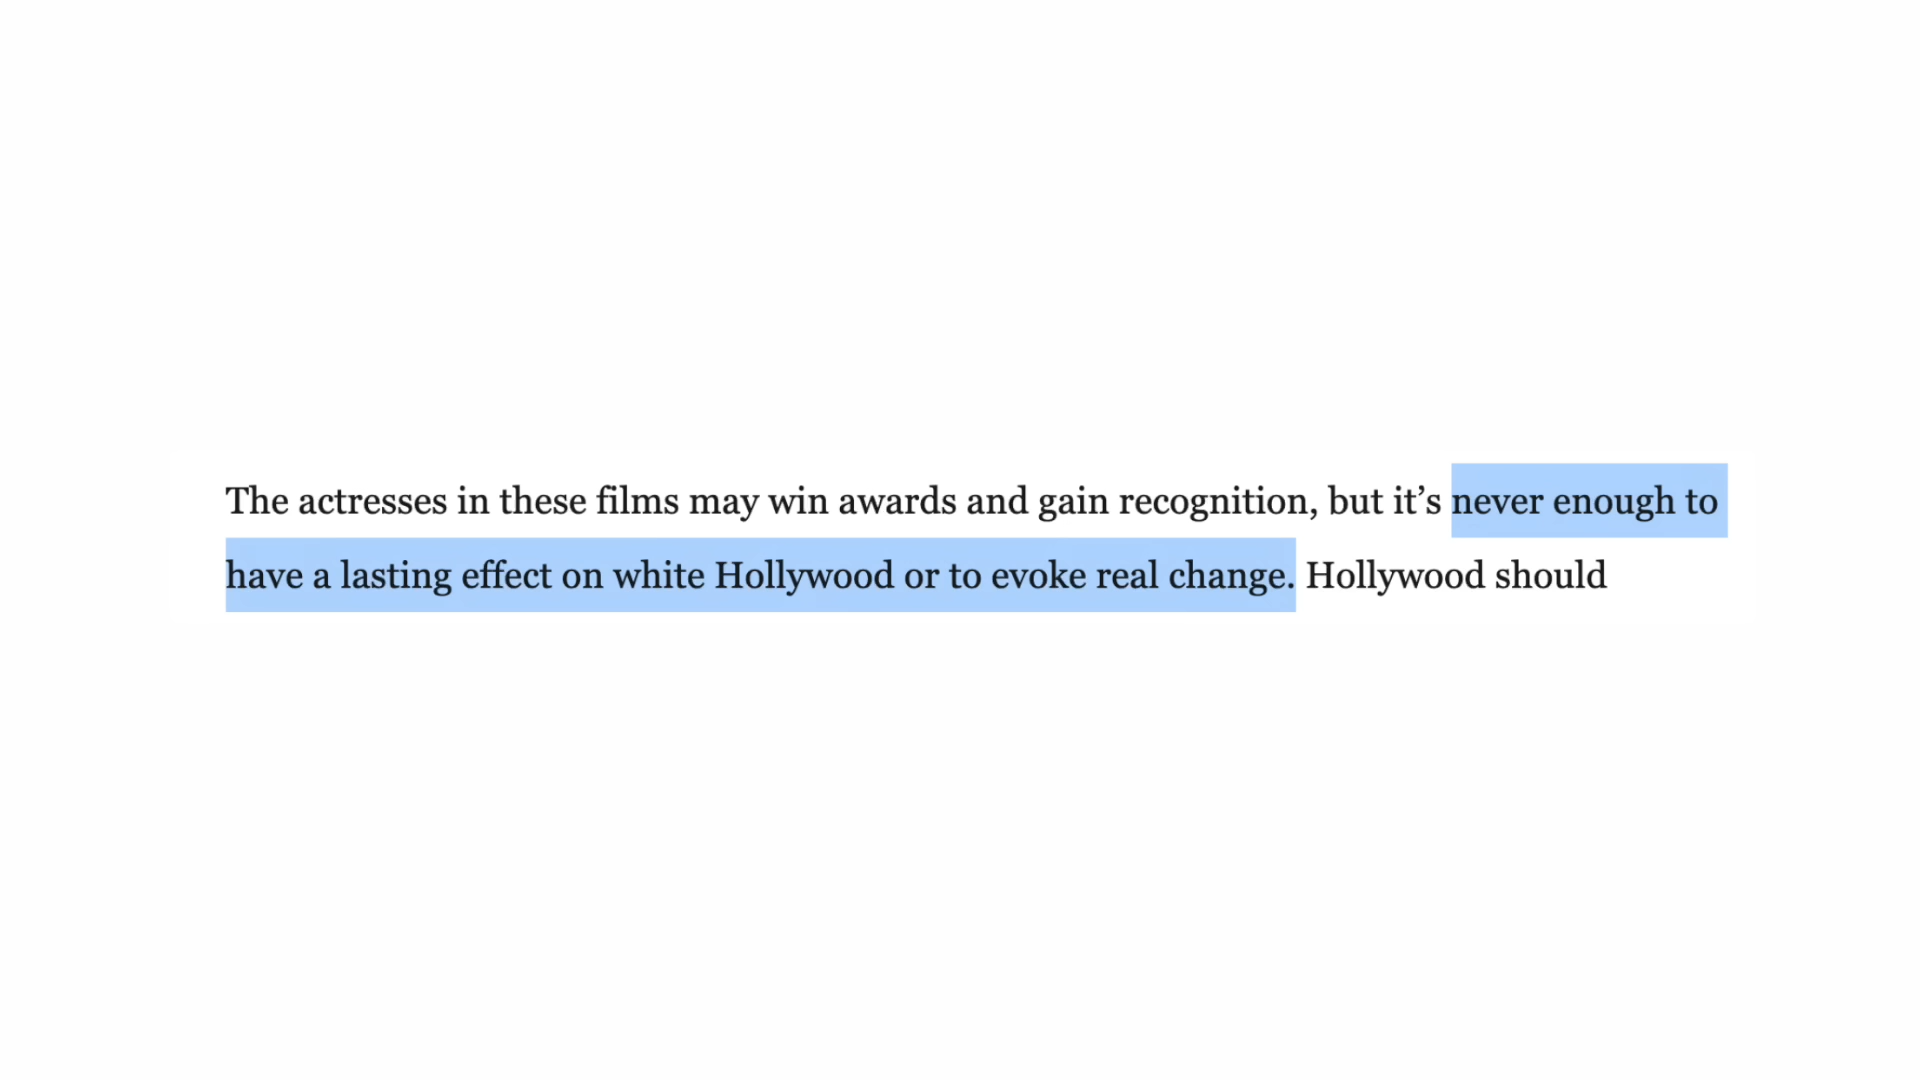 The actresses in these films may win awards and gain recognition, but it’s never enough to
have a lasting effect on white Hollywood or to evoke real change. Hollywood should